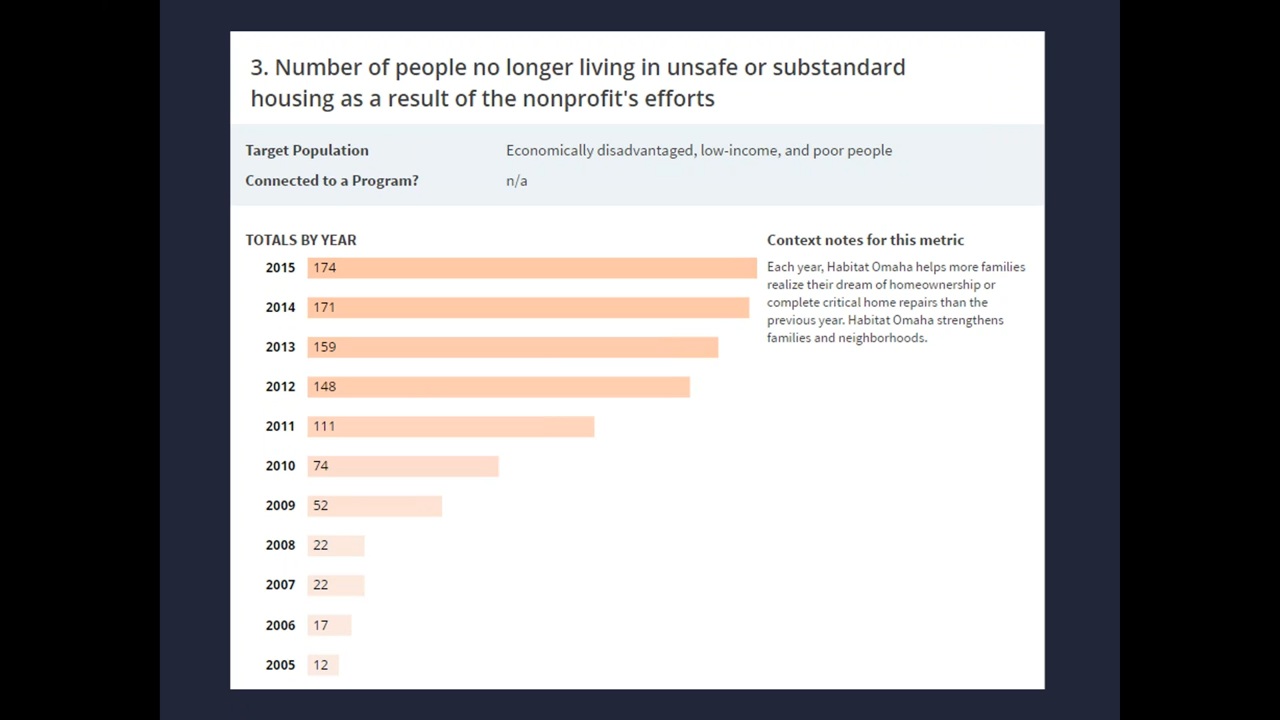 3. Number of people no longer living in unsafe or substandard
housing as a result of the nonprofit's efforts
Target Population Economically disadvantaged, low-income, and poor people
Connected to a Program? n/a
TOTALS BY YEAR
2015 174
2014 171
2013 159
2012 148
2011 111
2010 74
2009 52
2008 22
2007 22
2006 17
2005 12
Context notes for this metric
Each year, Habitat Omaha helps more families
realize their dream of homeownership or
complete critical home repairs than the
previous year. Habitat Omaha strengthens
families and neighborhoods.